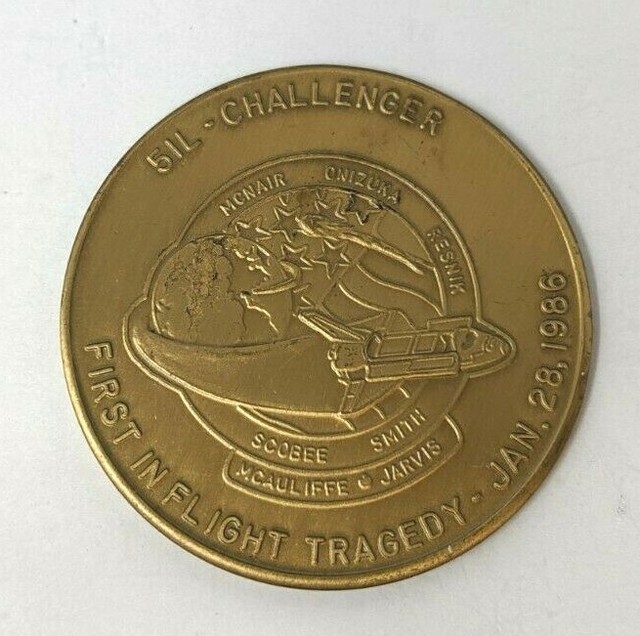 51L - CHALLENGER
MCNAIR ONIZUKA RESNIK
SCOBEE SMITH
MCAULIFFE JARVIS
FIRST IN FLIGHT TRAGEDY - JAN. 28, 1986